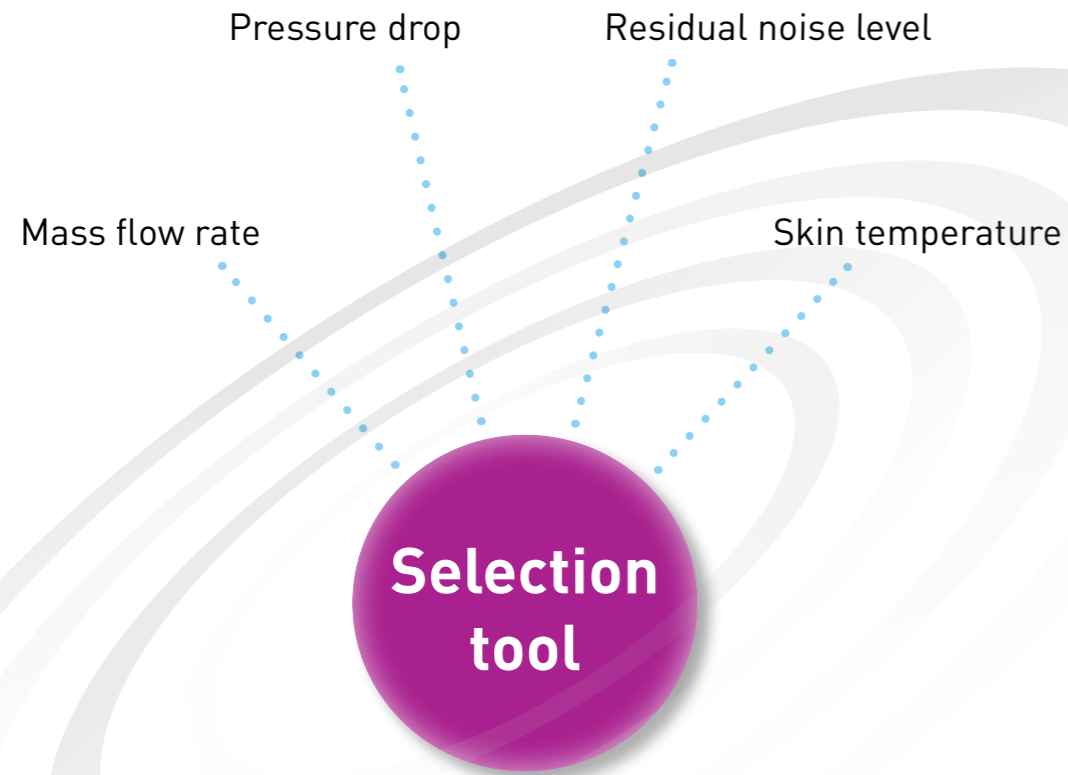 Pressure drop
Residual noise level
Mass flow rate
Skin temperature
Selection
tool